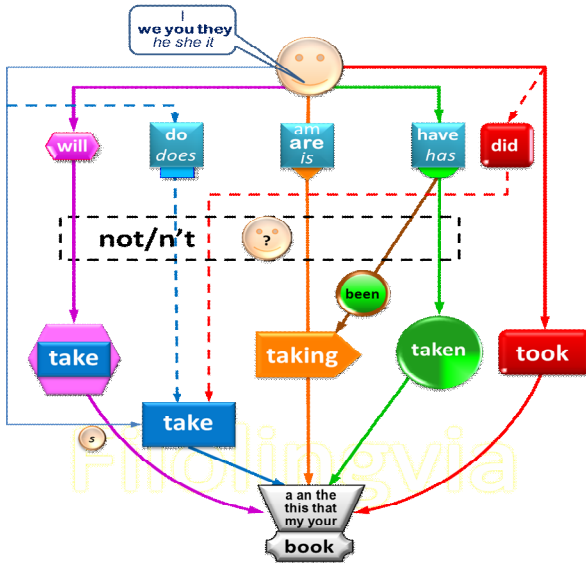 I
we you they
he she it
will
do
does
am
are
is
have
has
did
not/n't
?
been
take
taking
taken
took
take
s
Filolingvia
a an the
this that
my your
book